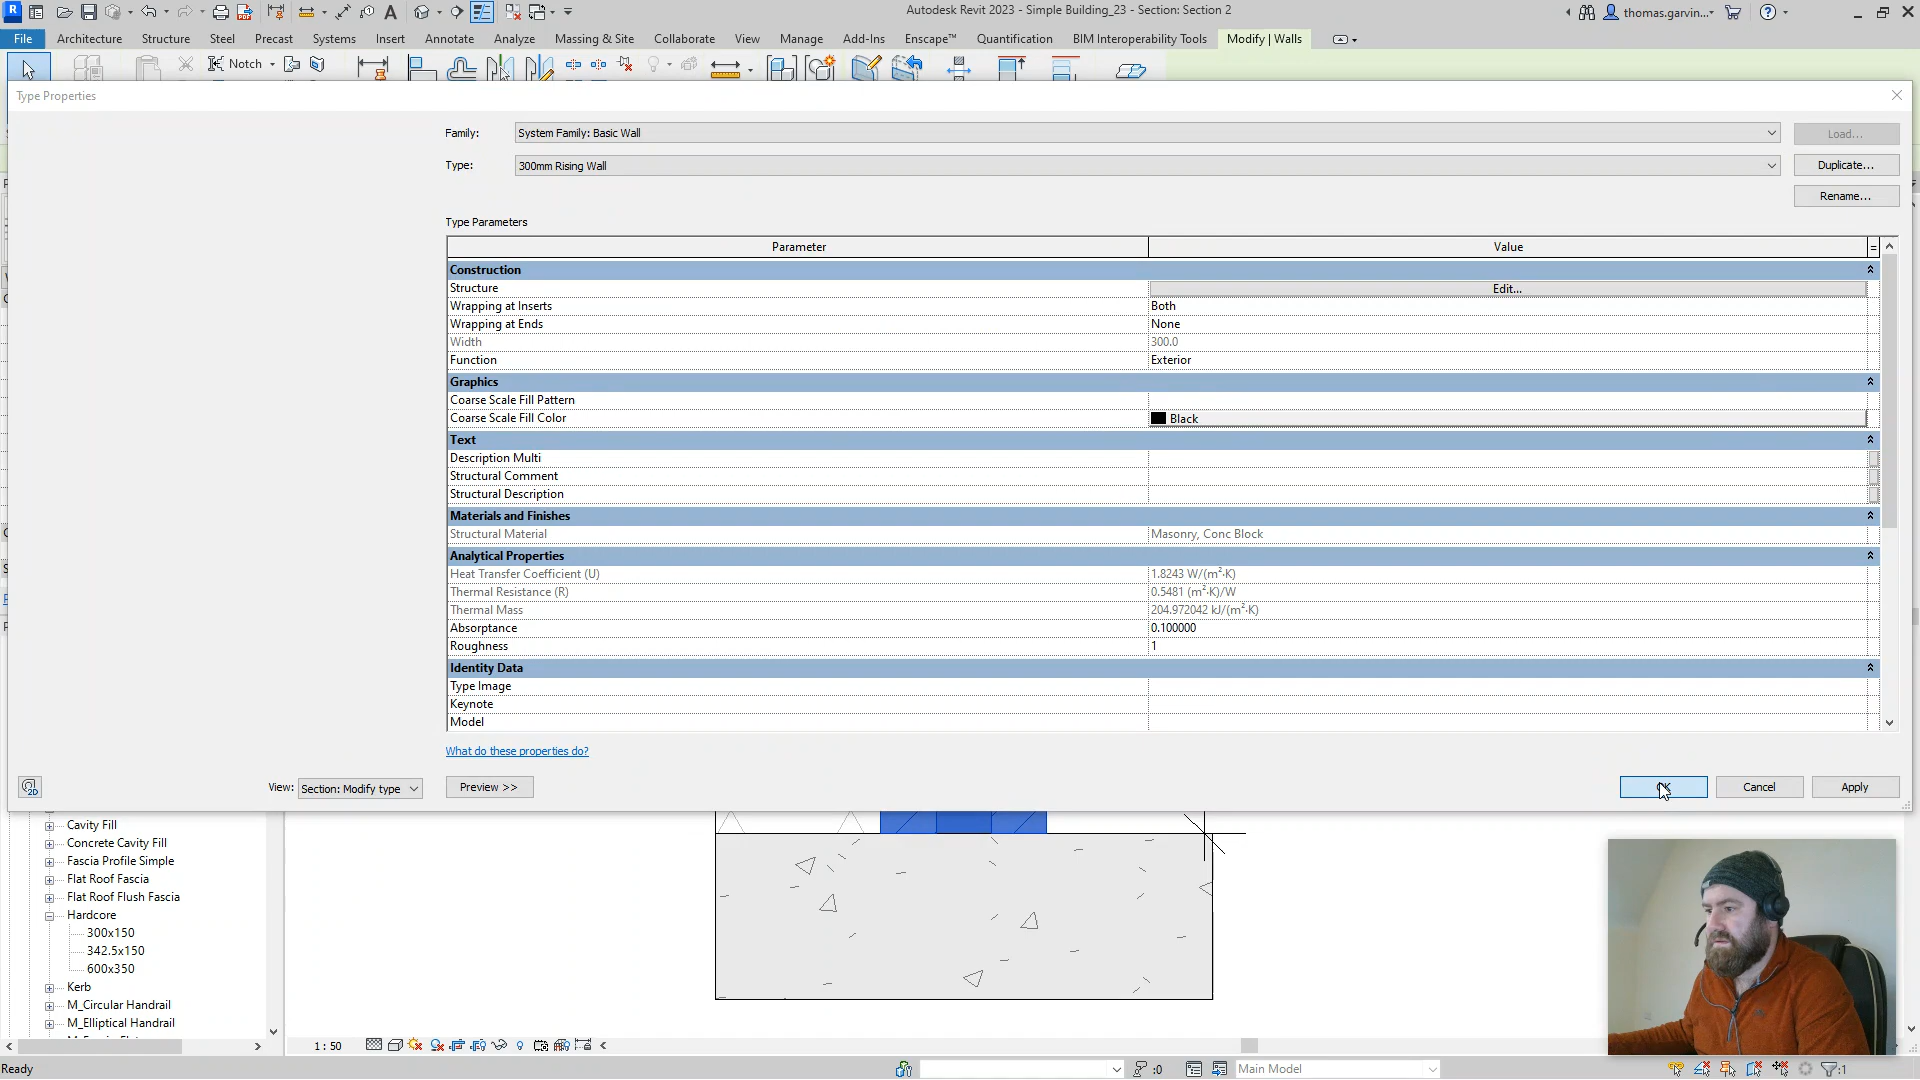 Autodesk Revit 2023 - Simple Building_23 - Section: Section 2
thomas.garvin...
File Architecture Structure Steel Precast Systems Insert Annotate Analyze Massing & Site Collaborate View Manage Add-Ins Enscape™ Quantification BIM Interoperability Tools Modify | Walls
Notch
Type Properties
Family: System Family: Basic Wall Load...
Type: 300mm Rising Wall Duplicate...
Rename...
Type Parameters
Parameter Value =
Construction
Structure Edit...
Wrapping at Inserts Both
Wrapping at Ends None
Width 300.0
Function Exterior
Graphics
Coarse Scale Fill Pattern
Coarse Scale Fill Color Black
Text
Description Multi
Structural Comment
Structural Description
Materials and Finishes
Structural Material Masonry, Conc Block
Analytical Properties
Heat Transfer Coefficient (U) 1.8243 W/(m²·K)
Thermal Resistance (R) 0.5481 (m²·K)/W
Thermal Mass 204.972042 kJ/(m²·K)
Absorptance 0.100000
Roughness 1
Identity Data
Type Image
Keynote
Model
What do these properties do?
View: Section: Modify type Preview >> Cancel Apply
Cavity Fill
Concrete Cavity Fill
Fascia Profile Simple
Flat Roof Fascia
Flat Roof Flush Fascia
Hardcore
300x150
342.5x150
600x350
Kerb
M_Circular Handrail
M_Elliptical Handrail
1 : 50
Ready :0 Main Model :1